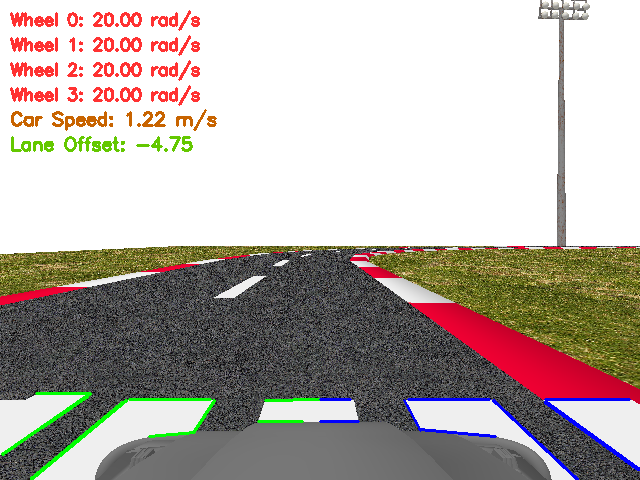 Wheel 0: 20.00 rad/s
Wheel 1: 20.00 rad/s
Wheel 2: 20.00 rad/s
Wheel 3: 20.00 rad/s
Car Speed: 1.22 m/s
Lane Offset: -4.75